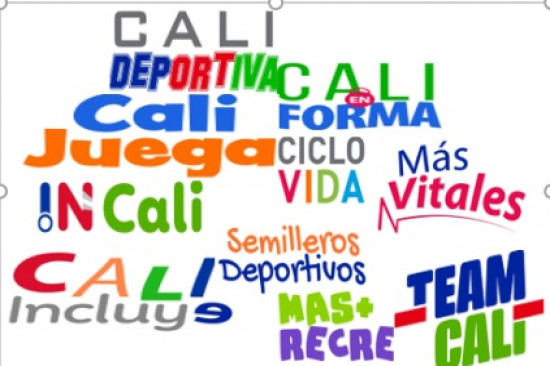 CALI
DEPORTIVA
CALI
EN
FORMA
Cali
Juega
CICLO
VIDA
Más
Vitales
iN Cali
Semilleros
Deportivos
CALI
Incluye
MAS+
RECRE
TEAM
CALi